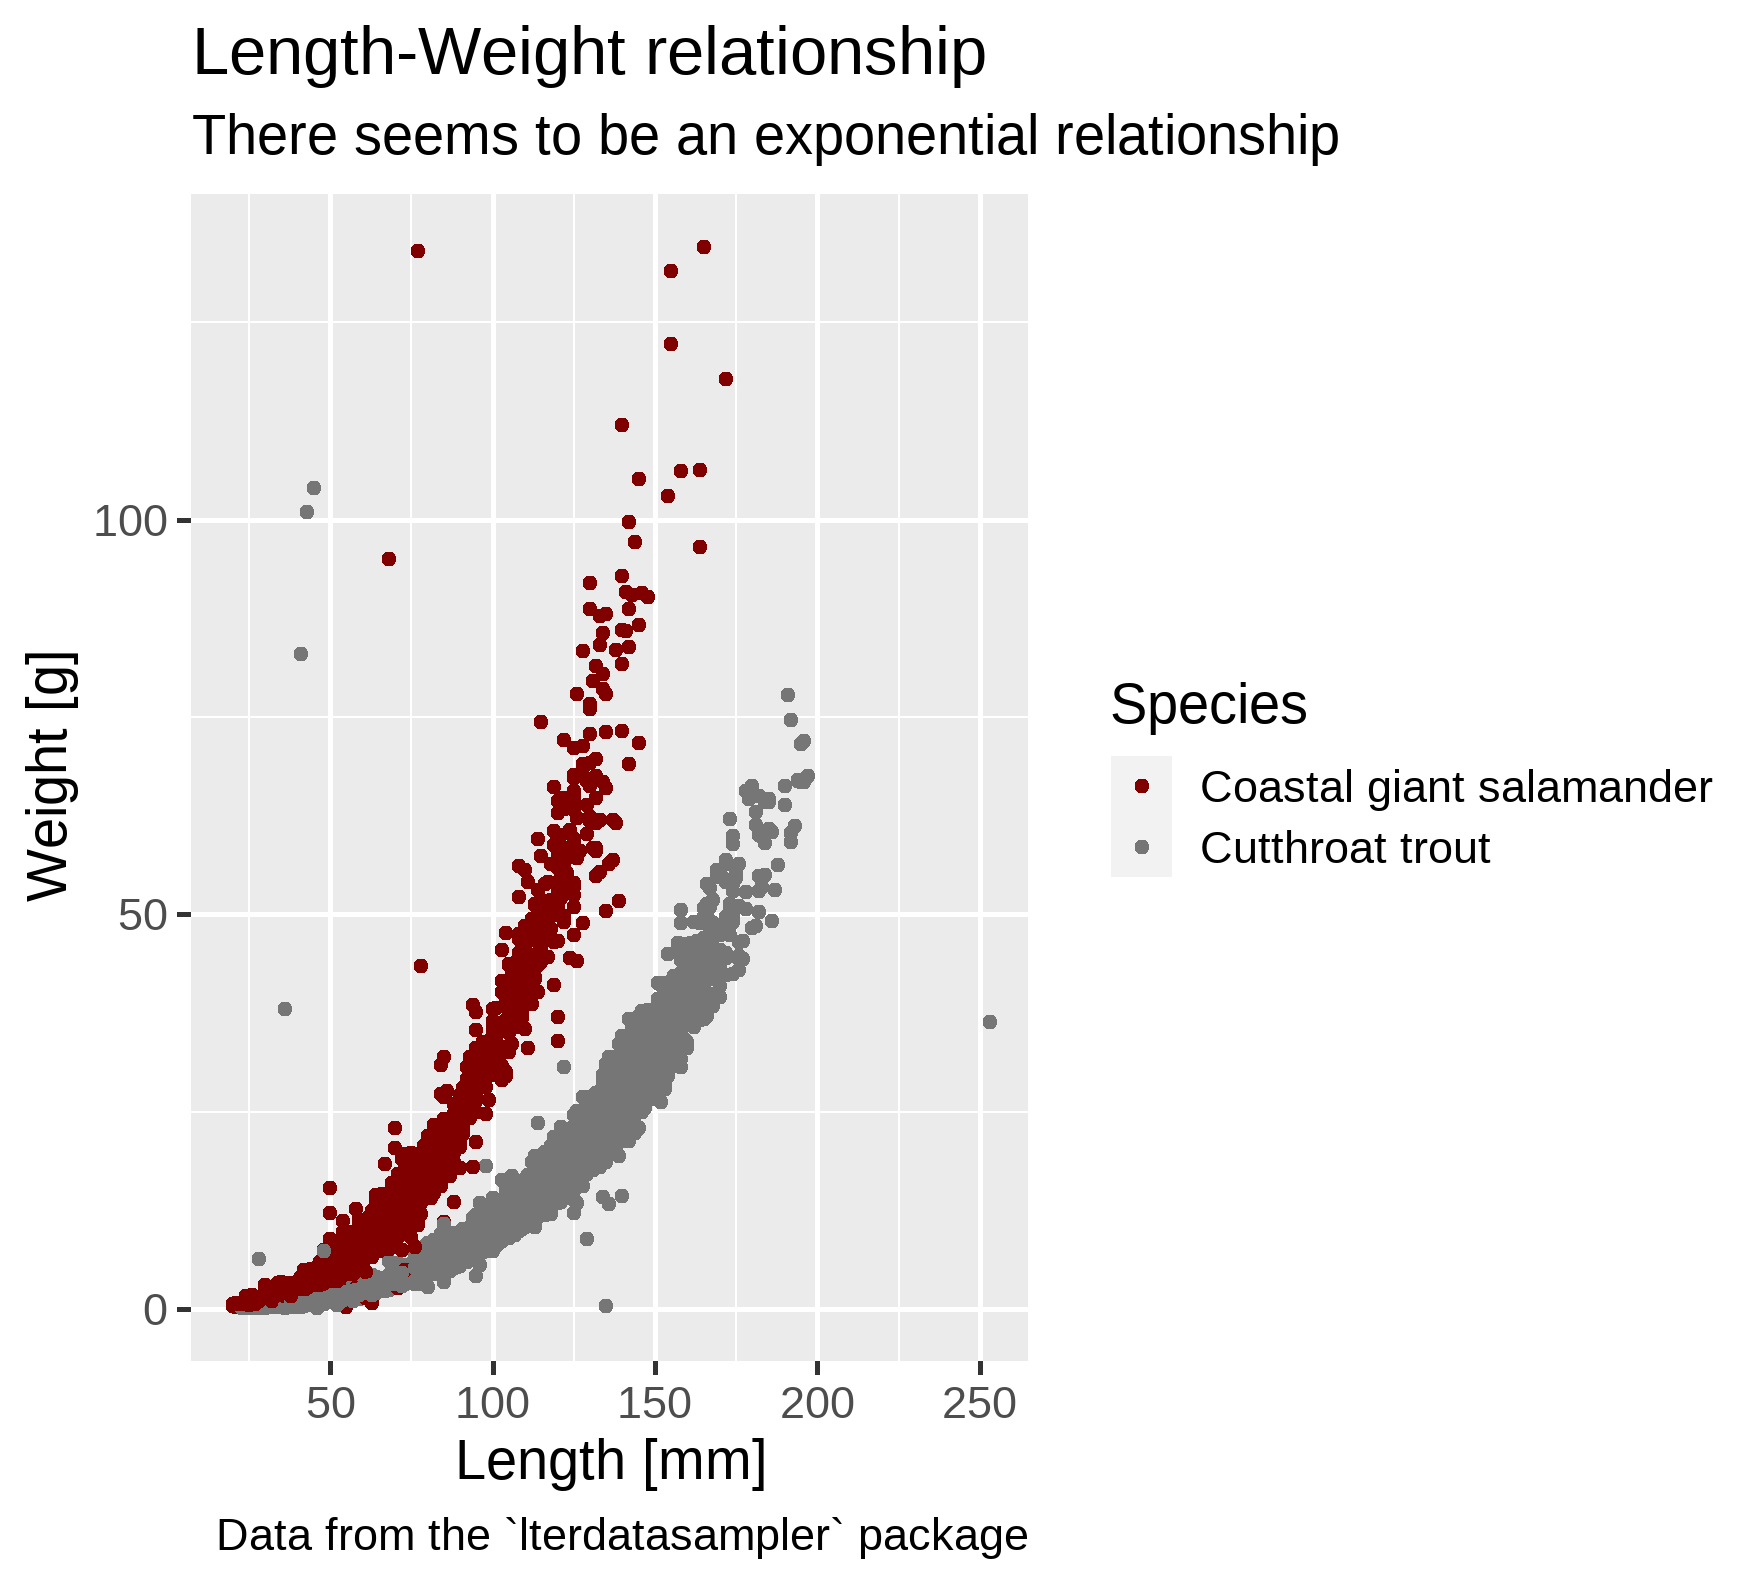 Length-Weight relationship
There seems to be an exponential relationship
Weight [g]
100
50
0
50 100 150 200 250
Length [mm]
Species
Coastal giant salamander
Cutthroat trout
Data from the `lterdatasampler` package